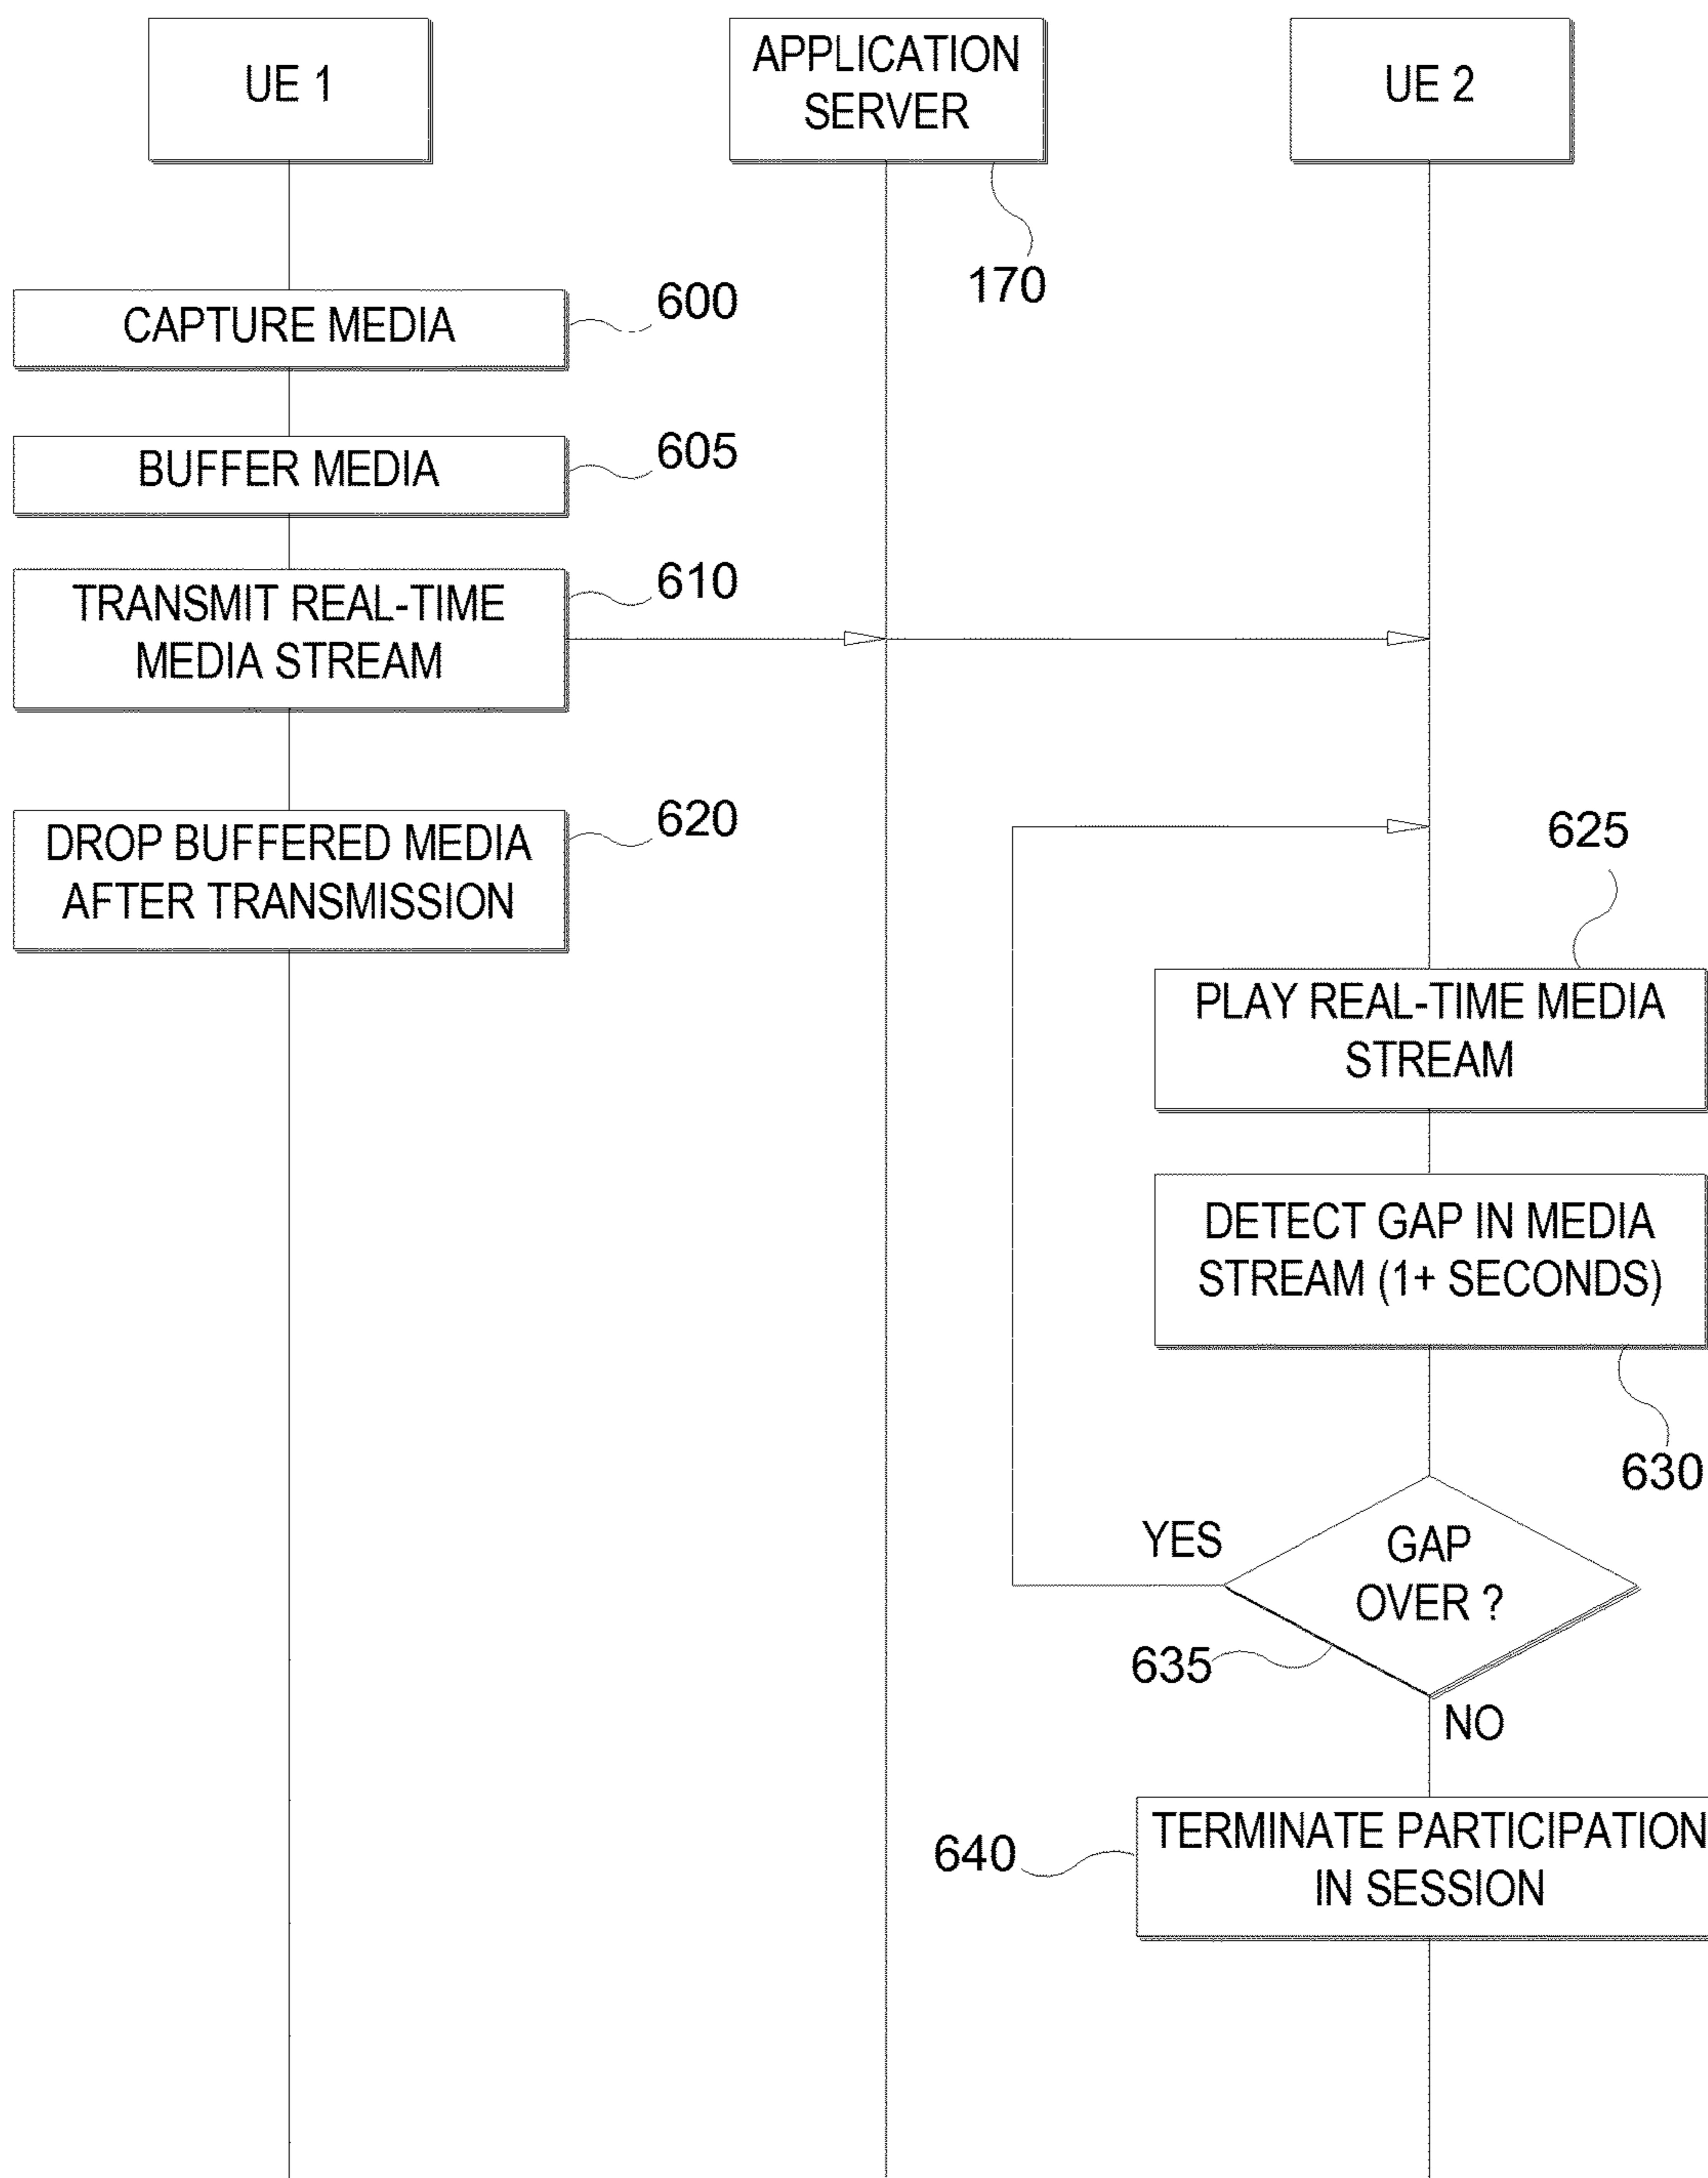 UE 1
APPLICATION
SERVER
UE 2
170
CAPTURE MEDIA
600
BUFFER MEDIA
605
TRANSMIT REAL-TIME
MEDIA STREAM
610
DROP BUFFERED MEDIA
AFTER TRANSMISSION
620
625
PLAY REAL-TIME MEDIA
STREAM
DETECT GAP IN MEDIA
STREAM (1+ SECONDS)
630
YES
GAP
OVER ?
635
NO
640
TERMINATE PARTICIPATION
IN SESSION